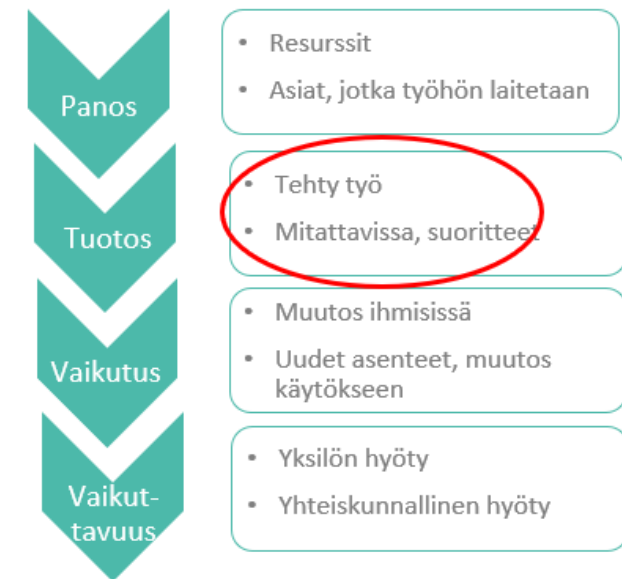 Panos
• Resurssit
• Asiat, jotka työhön laitetaan
Tuotos
• Tehty työ
• Mitattavissa, suoritteet
Vaikutus
• Muutos ihmisissä
• Uudet asenteet, muutos
käytökseen
Vaikut-
tavuus
• Yksilön hyöty
• Yhteiskunnallinen hyöty